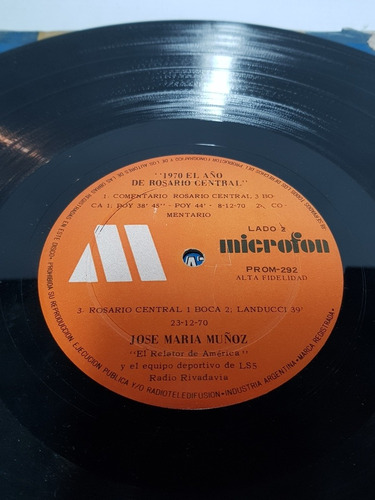 "1970 EL AÑO
DE ROSARIO CENTRAL"
1. COMENTARIO ROSARIO CENTRAL 3 BO-
CA 1. POY 38' 45" - POY 44' - 8-12-70 2-. CO-
MENTARIO
LADO 2
microfon
PROM-292
ALTA FIDELIDAD
3. ROSARIO CENTRAL 1 BOCA 2; LANDUCCI 39'
23-12-70
JOSE MARIA MUÑOZ
"El Relator de América"
y el equipo deportivo de LS5
Radio Rivadavia
PROHIBIDA SU REPRODUCCION EJECUCION PUBLICA Y/O RADIOTELEDIFUSION - INDUSTRIA ARGENTINA - MARCA REGISTRADA